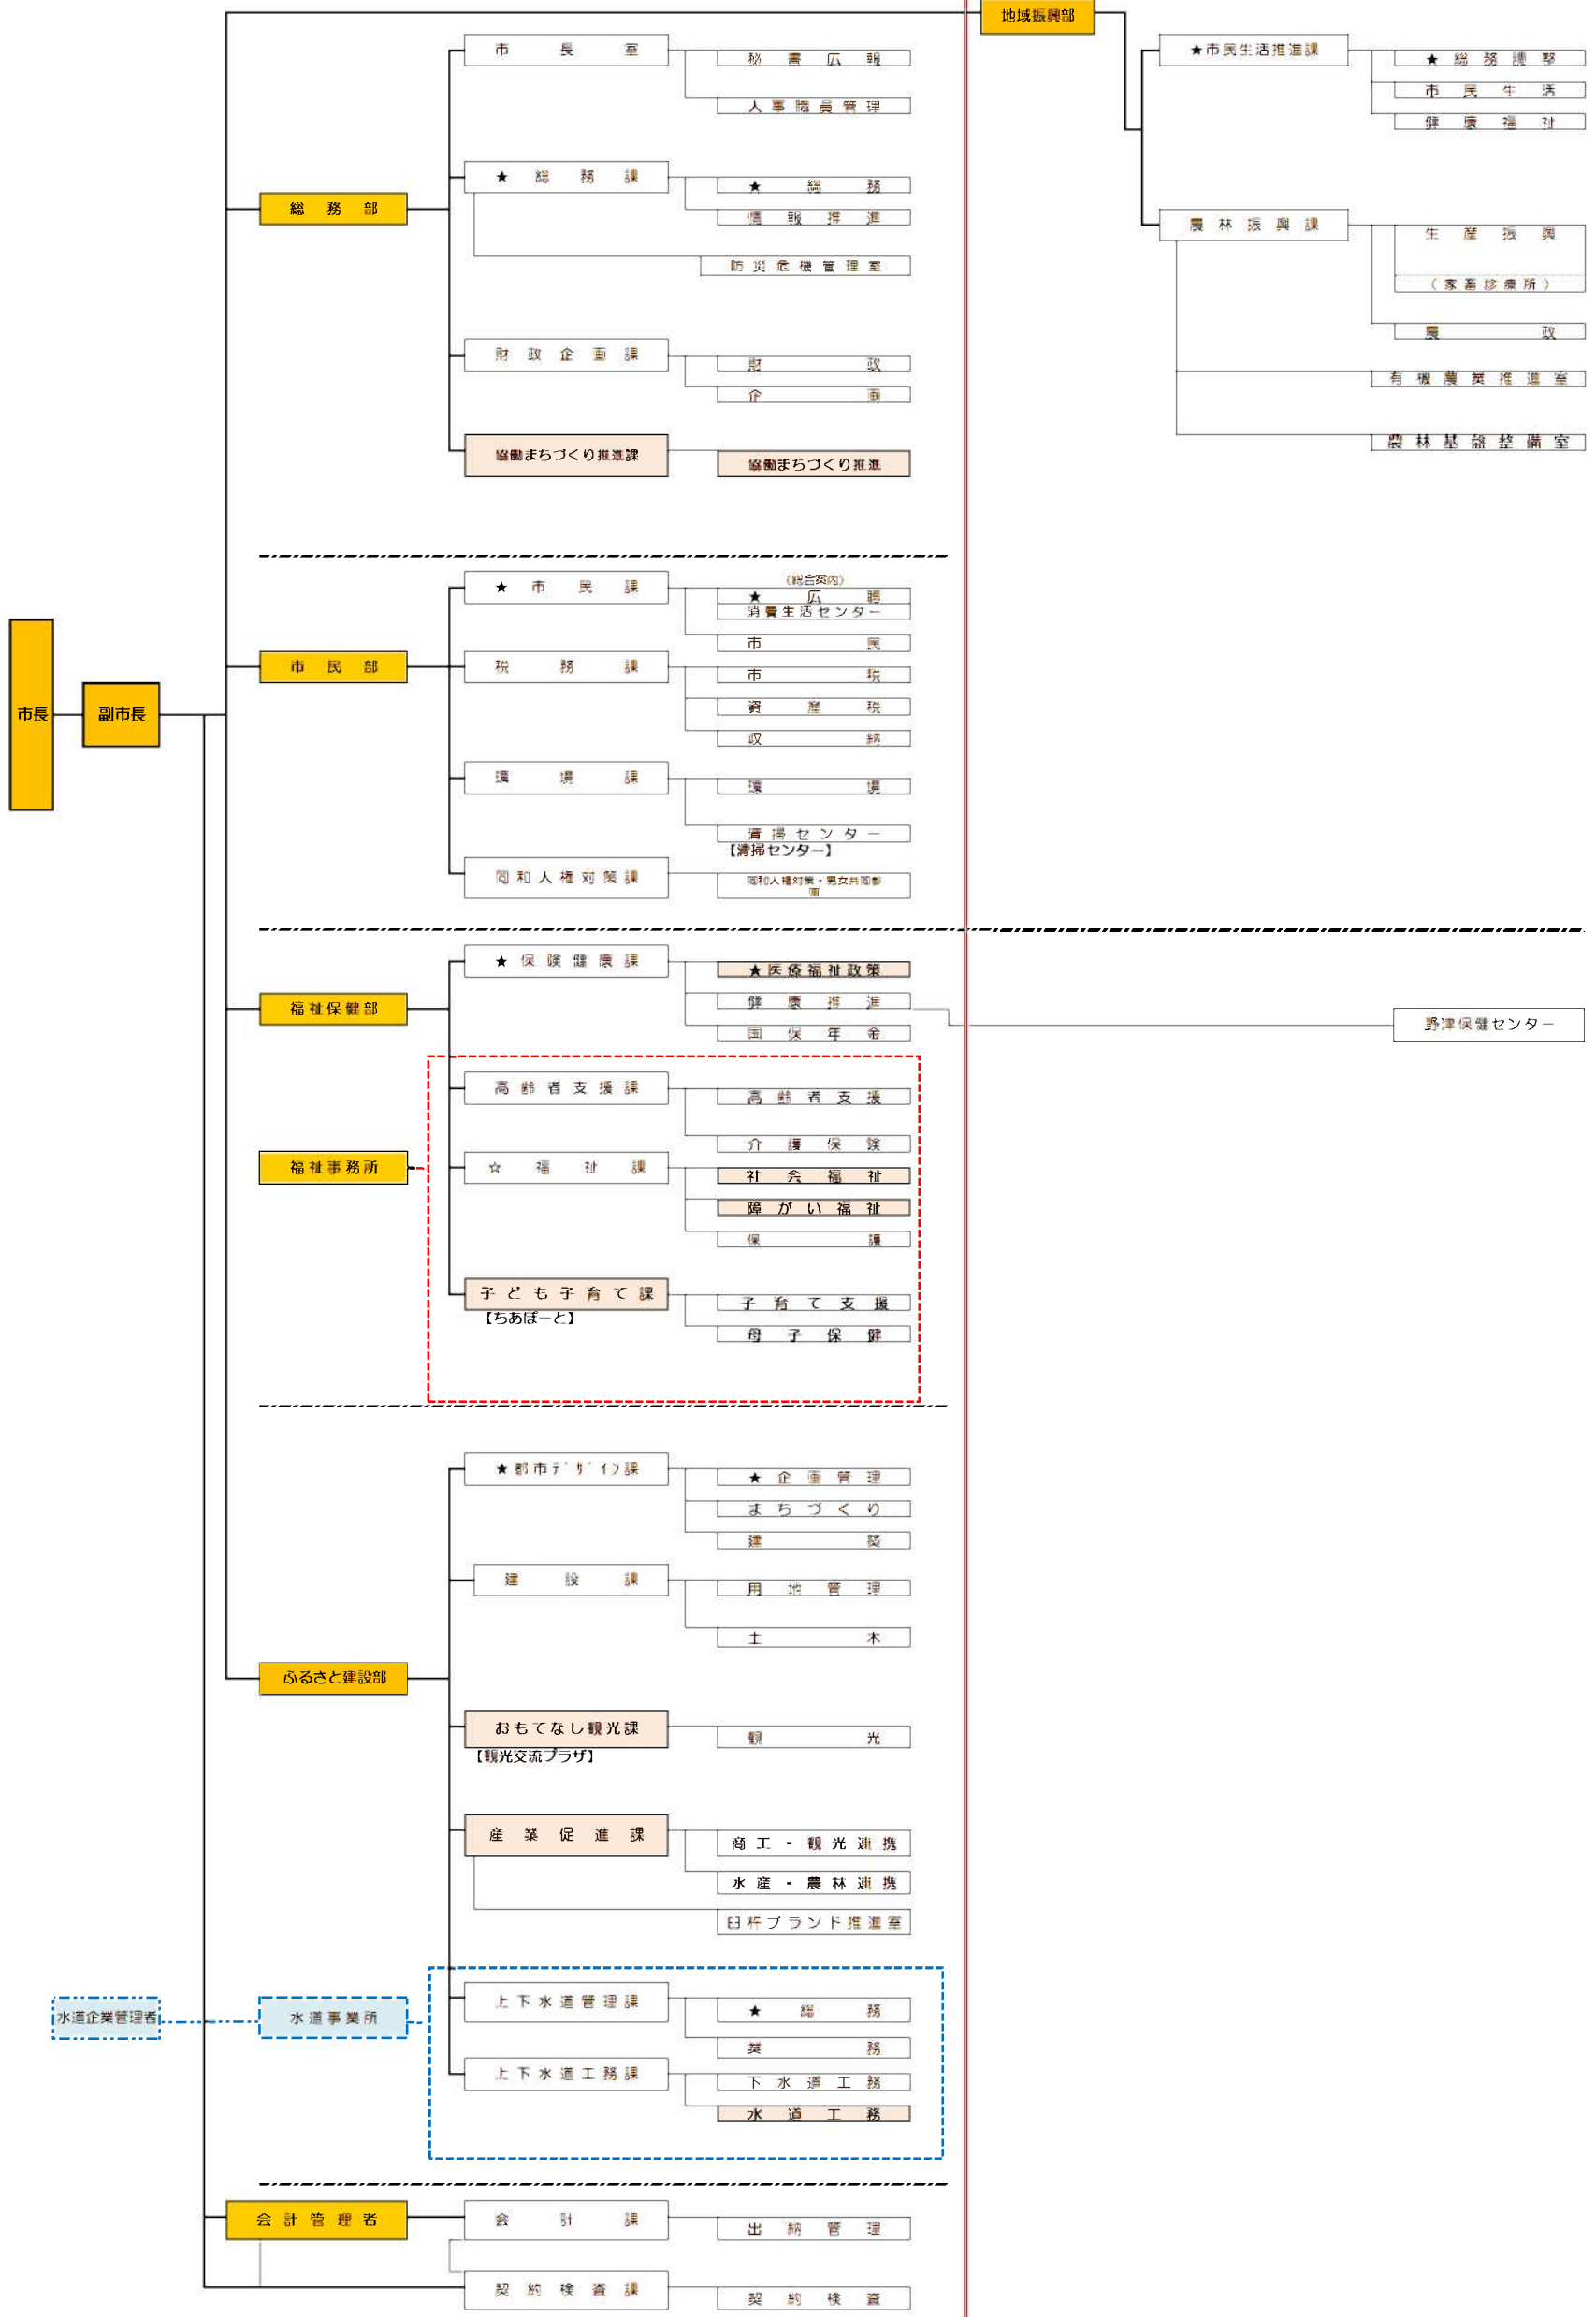 地域振興部
市長室
秘書広報
人事職員管理
★総務課
★総務
情報推進
防災危機管理室
総務部
財政企画課
財政
企画
協働まちづくり推進課
協働まちづくり推進
★市民生活推進課
★総務調整
市民生活
健康福祉
農林振興課
生産振興
（家畜診療所）
農政
有機農業推進室
農林基盤整備室
市長
副市長
市民部
★市民課
（総合案内）
★広聴
消費生活センター
市民
税務課
市税
資産税
収納
環境課
環境
清掃センター
【清掃センター】
同和人権対策課
同和人権対策・男女共同参
画
福祉保健部
★保険健康課
★医療福祉政策
健康推進
国保年金
野津保健センター
高齢者支援課
高齢者支援
介護保険
福祉事務所
☆福祉課
社会福祉
障がい福祉
保護
子ども子育て課
【ちあぽーと】
子育て支援
母子保健
ふるさと建設部
★都市ﾃﾞｻﾞｲﾝ課
★企画管理
まちづくり
建築
建設課
用地管理
土木
おもてなし観光課
【観光交流プラザ】
観光
産業促進課
商工・観光連携
水産・農林連携
臼杵ブランド推進室
水道企業管理者
水道事業所
上下水道管理課
★総務
業務
上下水道工務課
下水道工務
水道工務
会計管理者
会計課
出納管理
契約検査課
契約検査